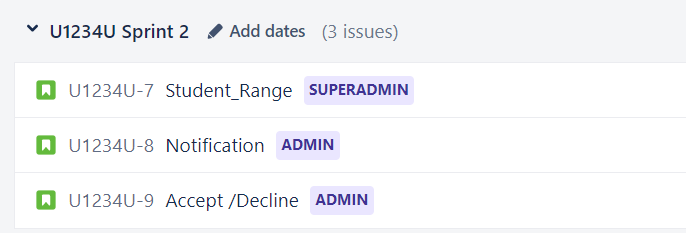 U1234U Sprint 2 Add dates (3 issues)
U1234U-7 Student_Range SUPERADMIN
U1234U-8 Notification ADMIN
U1234U-9 Accept /Decline ADMIN